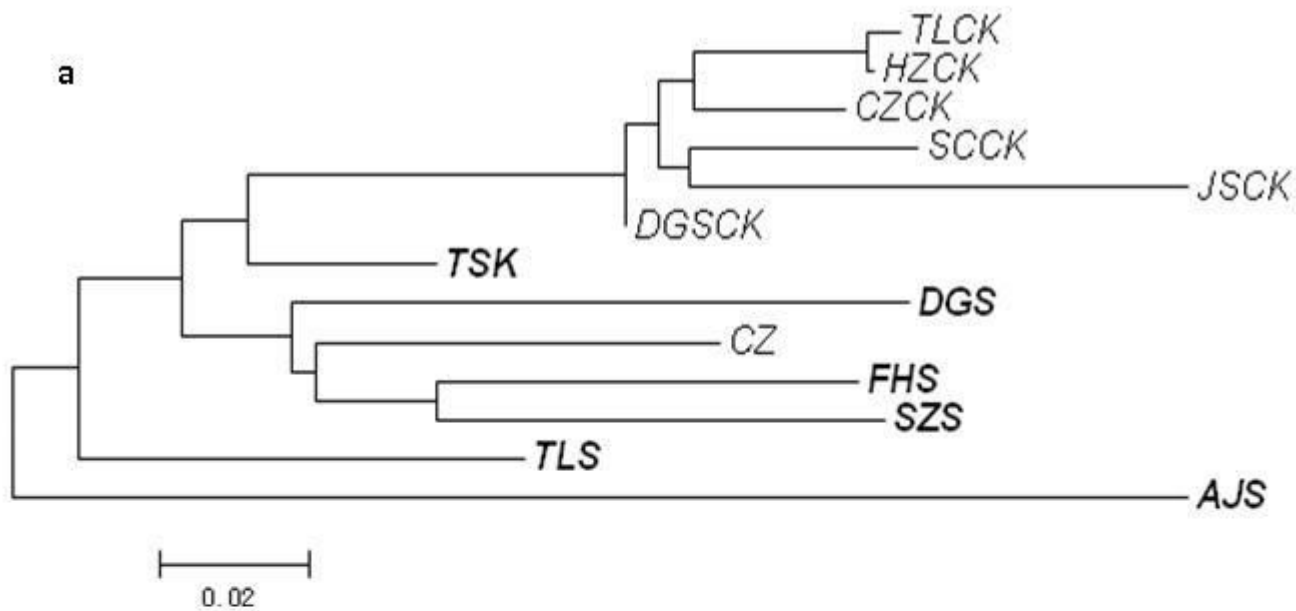 a
TLCK
HZCK
CZCK
SCCK
JSCK
DGSCK
TSK
DGS
CZ
FHS
SZS
TLS
AJS
0.02